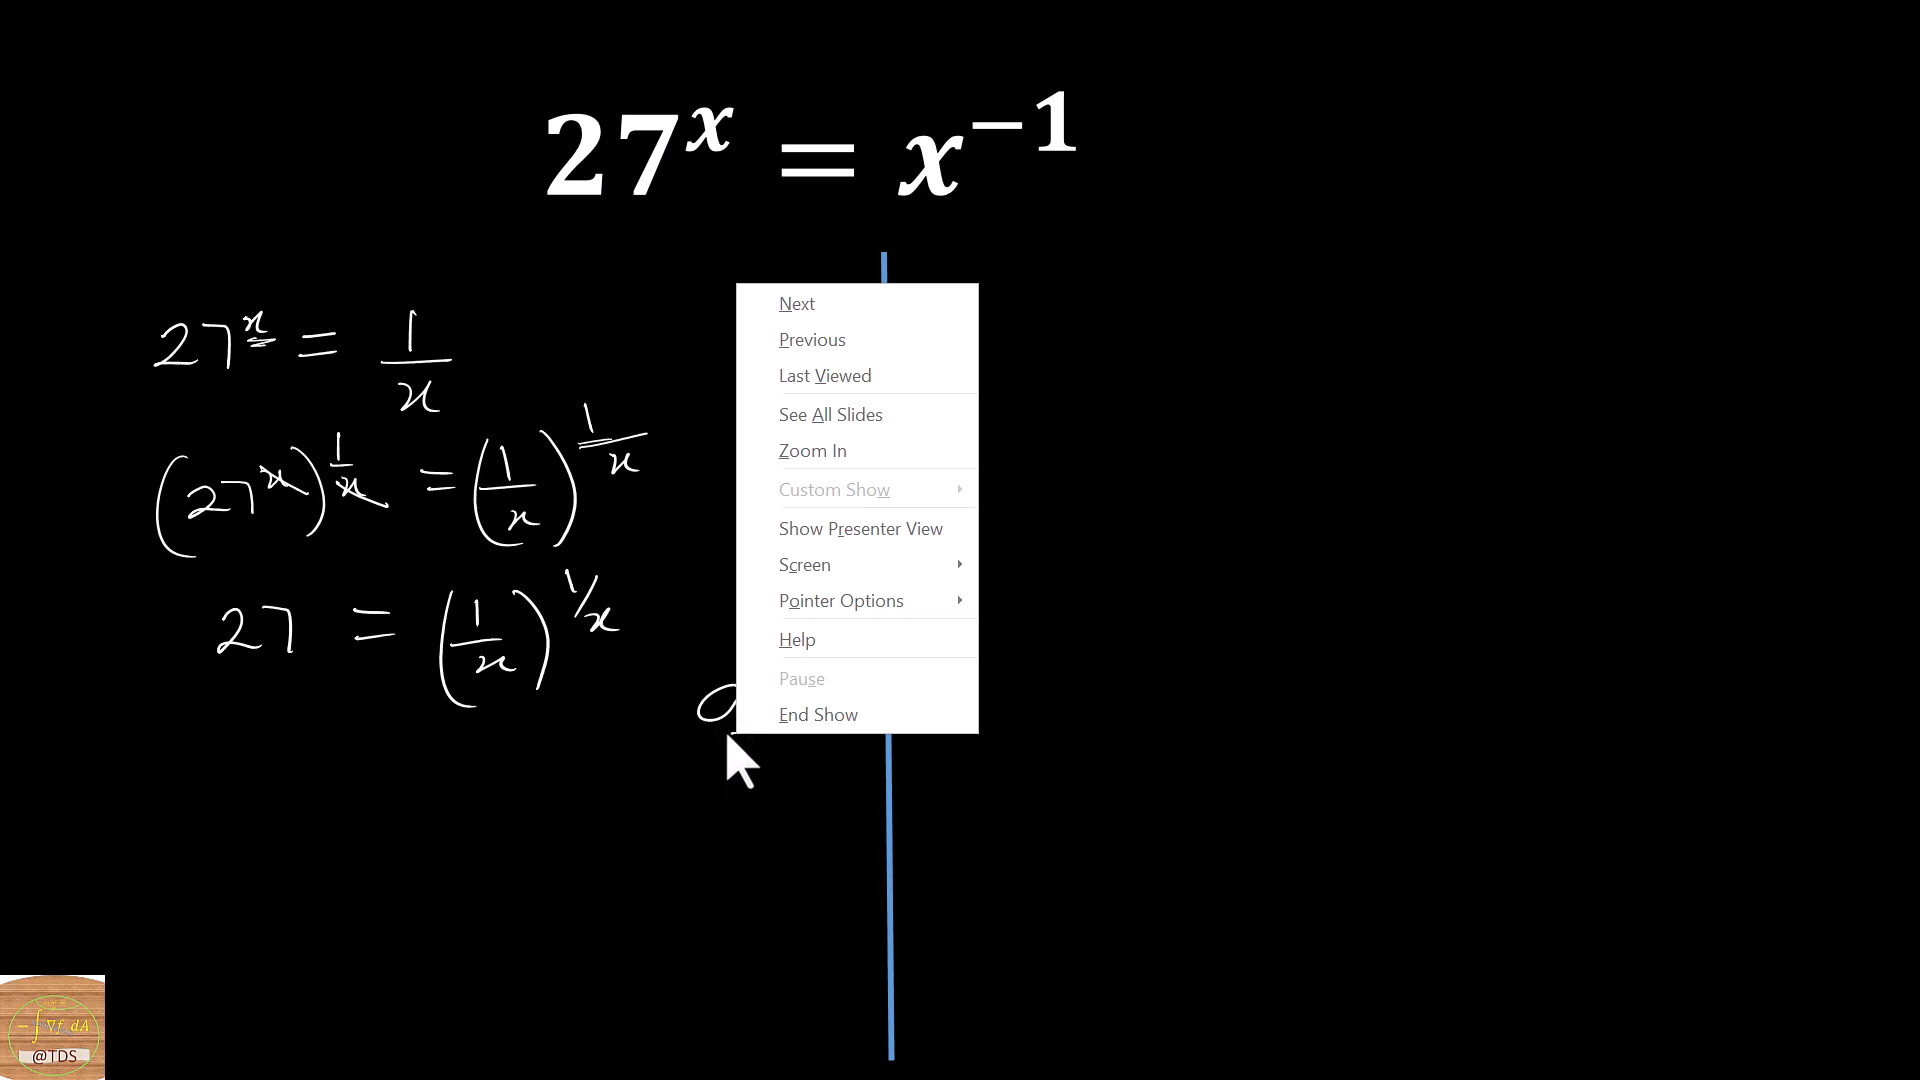 27^x = x^{-1}
27^x = 1/x
(27^x)^{1/x} = (1/x)^{1/x}
27 = (1/x)^{1/x}
a
Next
Previous
Last Viewed
See All Slides
Zoom In
Custom Show
Show Presenter View
Screen
Pointer Options
Help
Pause
End Show
-∫∇f.dA
@TDS